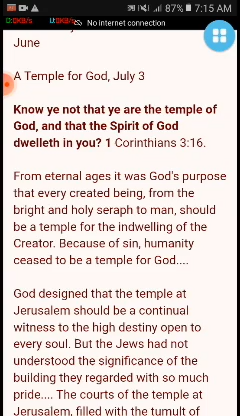 87% 7:15 AM
0:0KB/s U:0KB/s No internet connection
June
A Temple for God, July 3
Know ye not that ye are the temple
of God, and that the Spirit of God
dwelleth in you? 1 Corinthians 3:16.
From eternal ages it was God's purpose
that every created being, from the
bright and holy seraph to man, should
be a temple for the indwelling of the
Creator. Because of sin, humanity
ceased to be a temple for God....
God designed that the temple at
Jerusalem should be a continual
witness to the high destiny open to
every soul. But the Jews had not
understood the significance of the
building they regarded with so much
pride.... The courts of the temple at
Jerusalem, filled with the tumult of